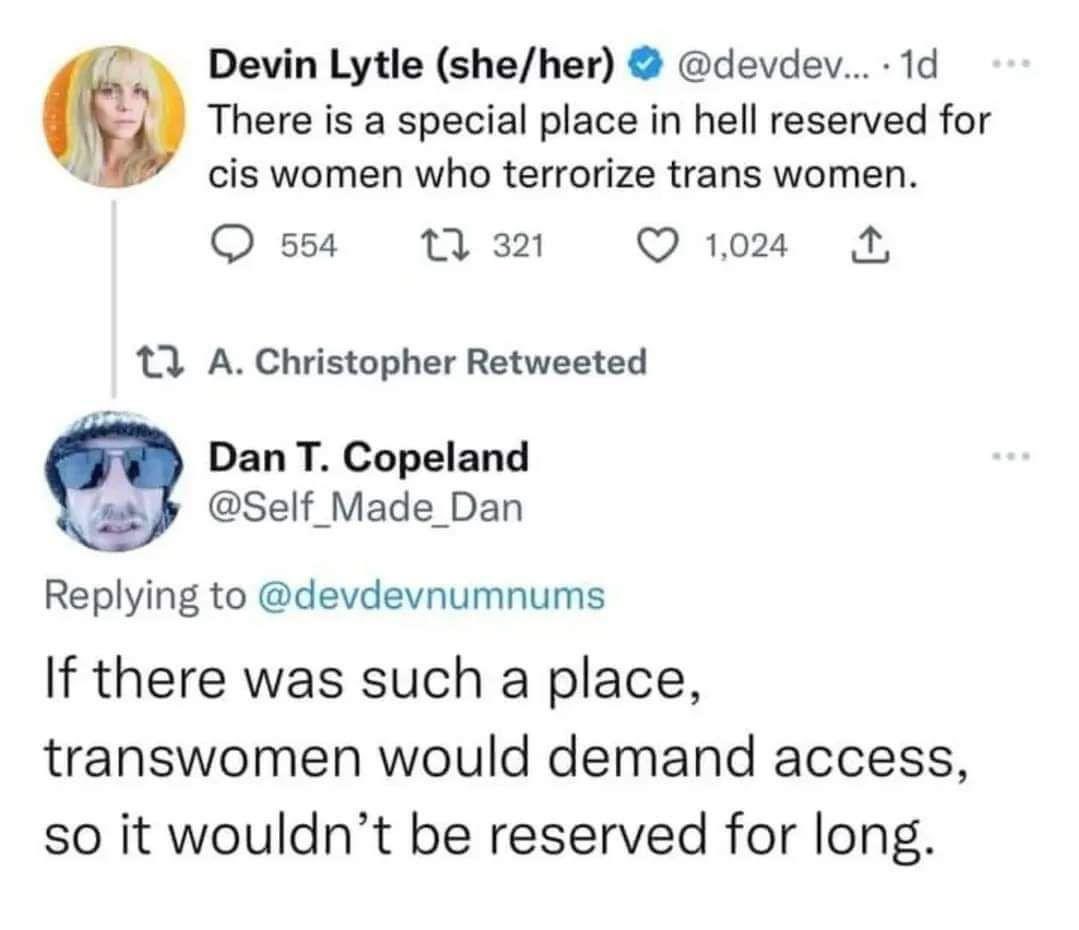 Devin Lytle (she/her) @devdev... · 1d
There is a special place in hell reserved for
cis women who terrorize trans women.
554 321 1,024
A. Christopher Retweeted
Dan T. Copeland
@Self_Made_Dan
Replying to @devdevnumnums
If there was such a place,
transwomen would demand access,
so it wouldn't be reserved for long.